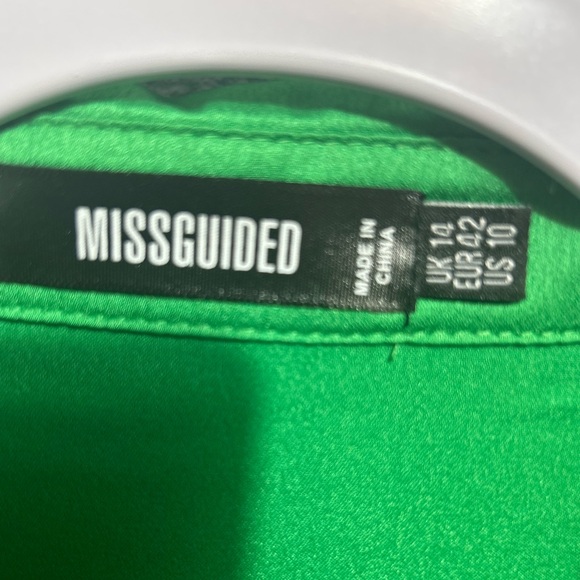 MISSGUIDED
MADE IN
CHINA
UK 14
EUR 42
US 10